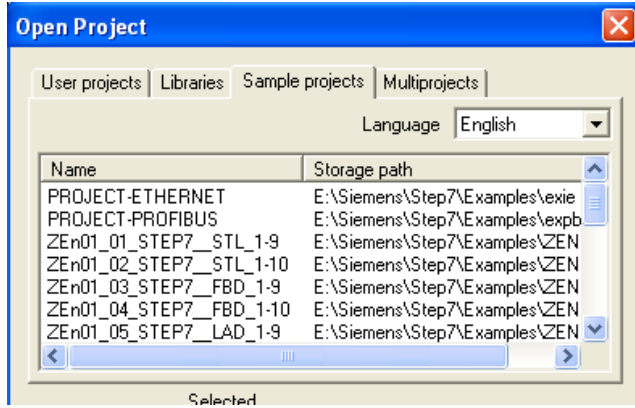 Open Project
User projects Libraries Sample projects Multiprojects
Language English
Name Storage path
PROJECT-ETHERNET E:\Siemens\Step7\Examples\exie
PROJECT-PROFIBUS E:\Siemens\Step7\Examples\expb
ZEn01_01_STEP7__STL_1-9 E:\Siemens\Step7\Examples\ZEN
ZEn01_02_STEP7__STL_1-10 E:\Siemens\Step7\Examples\ZEN
ZEn01_03_STEP7__FBD_1-9 E:\Siemens\Step7\Examples\ZEN
ZEn01_04_STEP7__FBD_1-10 E:\Siemens\Step7\Examples\ZEN
ZEn01_05_STEP7__LAD_1-9 E:\Siemens\Step7\Examples\ZEN
Selected